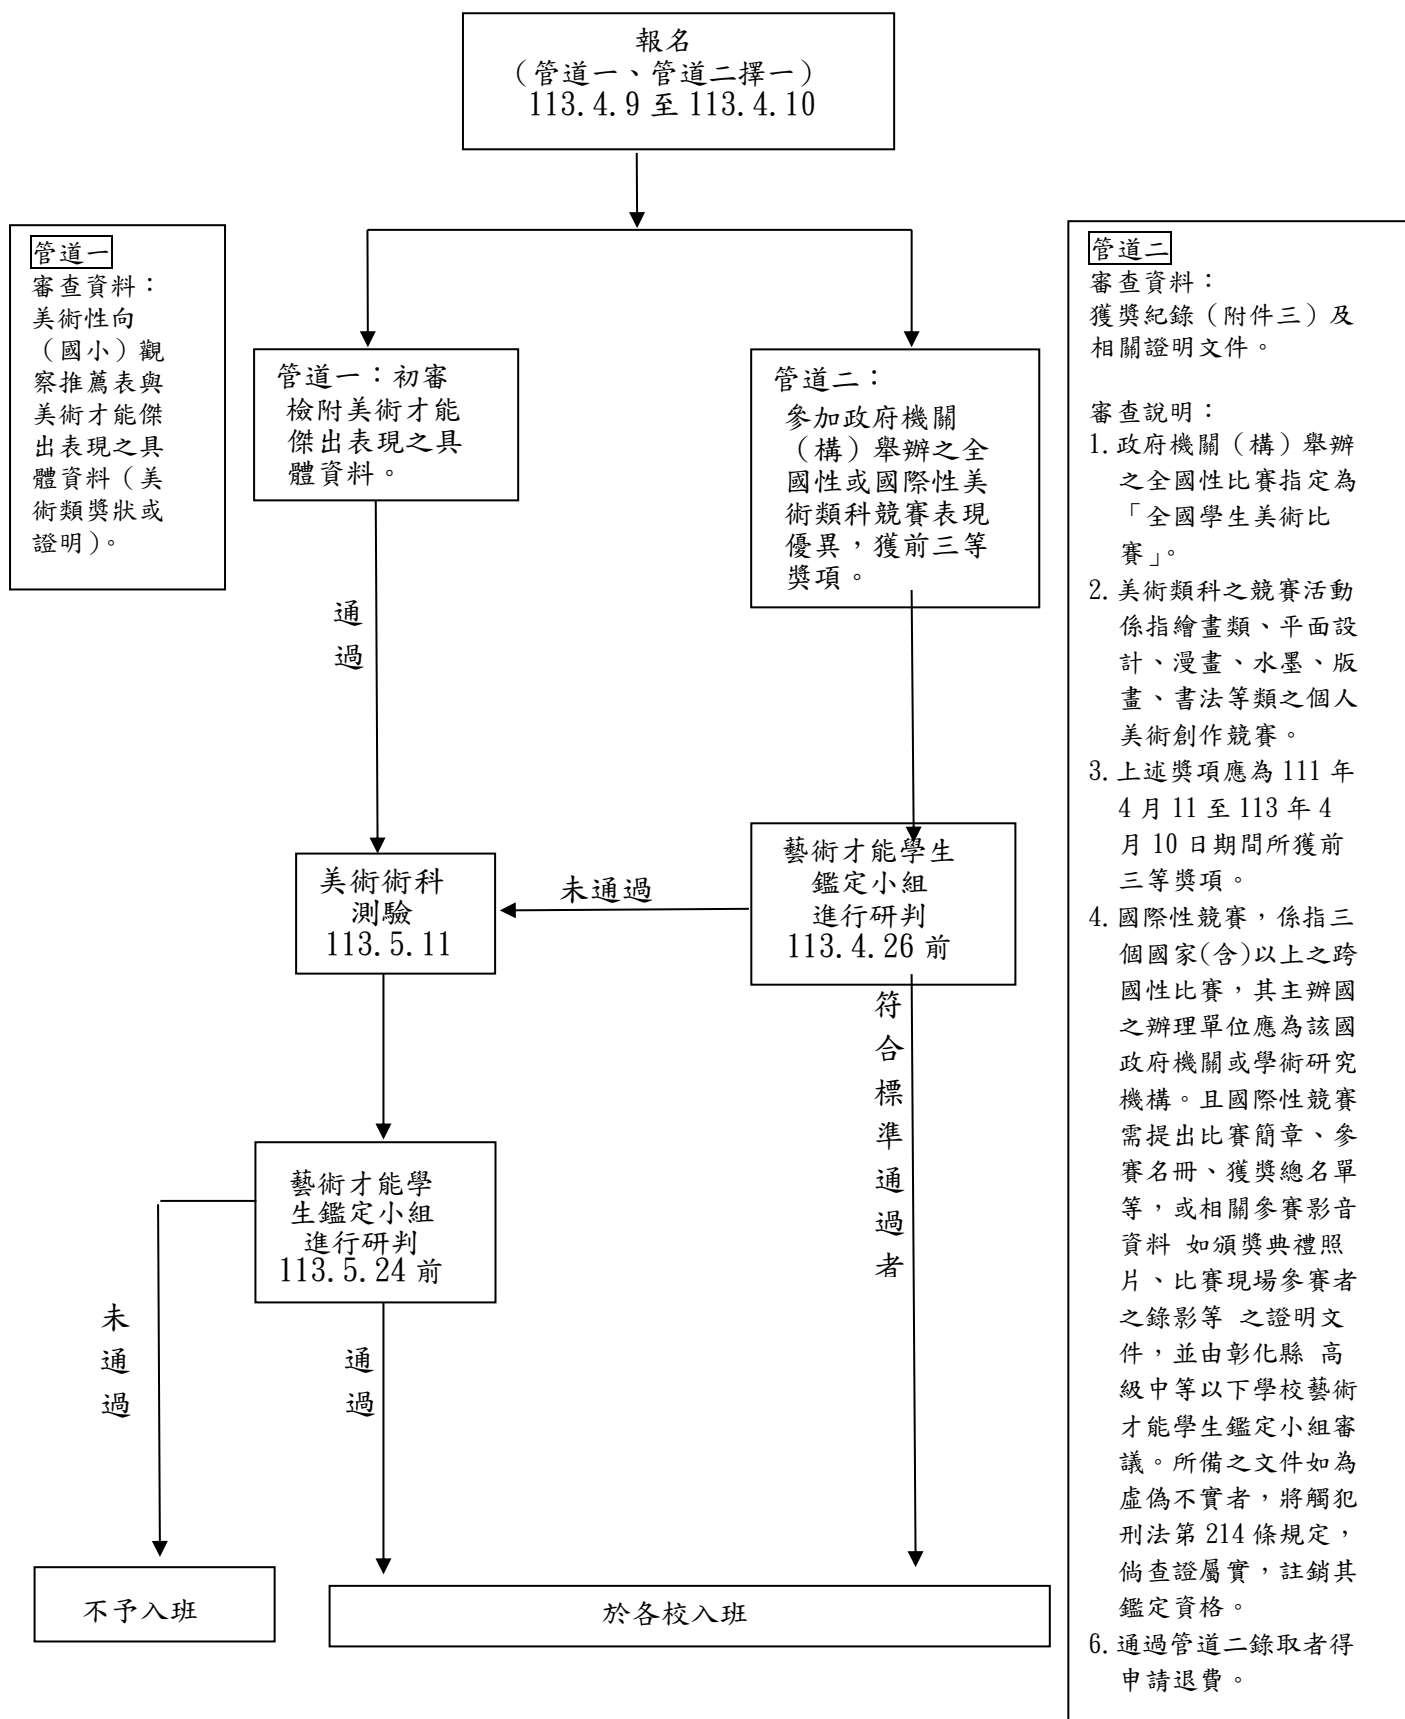 報名
（管道一、管道二擇一）
113.4.9 至 113.4.10
管道一
審查資料：
美術性向
（國小）觀
察推薦表與
美術才能傑
出表現之具
體資料（美
術類獎狀或
證明）。
管道一：初審
檢附美術才能
傑出表現之具
體資料。
管道二：
參加政府機關
（構）舉辦之全
國性或國際性美
術類科競賽表現
優異，獲前三等
獎項。
管道二
審查資料：
獲獎紀錄（附件三）及
相關證明文件。
審查說明：
1.政府機關（構）舉辦
之全國性比賽指定為
「全國學生美術比
賽」。
2.美術類科之競賽活動
係指繪畫類、平面設
計、漫畫、水墨、版
畫、書法等類之個人
美術創作競賽。
3.上述獎項應為 111 年
4 月 11 至 113 年 4
月 10 日期間所獲前
三等獎項。
4.國際性競賽，係指三
個國家(含)以上之跨
國性比賽，其主辦國
之辦理單位應為該國
政府機關或學術研究
機構。且國際性競賽
需提出比賽簡章、參
賽名冊、獲獎總名單
等，或相關參賽影音
資料 如頒獎典禮照
片、比賽現場參賽者
之錄影等 之證明文
件，並由彰化縣 高
級中等以下學校藝術
才能學生鑑定小組審
議。所備之文件如為
虛偽不實者，將觸犯
刑法第 214 條規定，
倘查證屬實，註銷其
鑑定資格。
6.通過管道二錄取者得
申請退費。
通過
美術術科
測驗
113.5.11
未通過
藝術才能學生
鑑定小組
進行研判
113.4.26 前
符合標準通過者
藝術才能學
生鑑定小組
進行研判
113.5.24 前
未通過
通過
不予入班
於各校入班